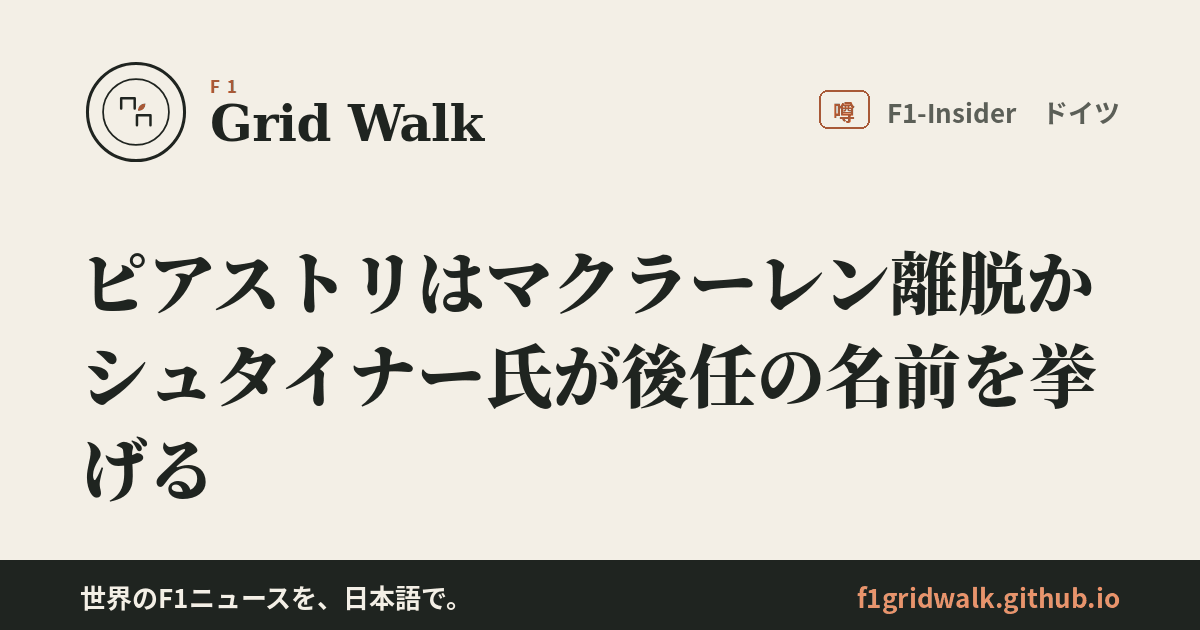 F1
Grid Walk
噂 F1-Insider ドイツ
ピアストリはマクラーレン離脱か
シュタイナー氏が後任の名前を挙
げる
世界のF1ニュースを、日本語で。
f1gridwalk.github.io